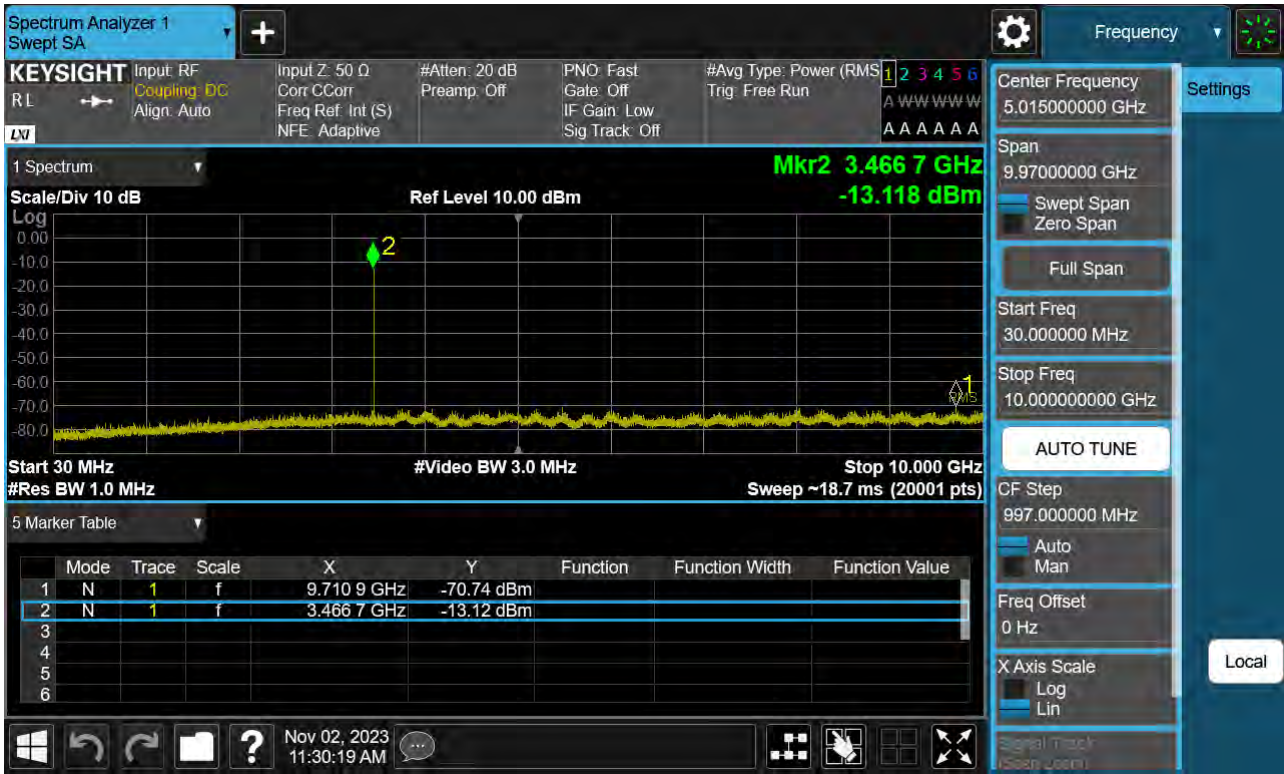 Spectrum Analyzer 1
Swept SA
+
Frequency
KEYSIGHT
RL
LXI
Input: RF
Coupling: DC
Align: Auto
Input Z: 50 Ω
Corr CCorr
Freq Ref: Int (S)
NFE: Adaptive
#Atten: 20 dB
Preamp: Off
PNO: Fast
Gate: Off
IF Gain: Low
Sig Track: Off
#Avg Type: Power (RMS
Trig: Free Run
1 2 3 4 5 6
A W W W W W
A A A A A A
1 Spectrum
Mkr2 3.466 7 GHz
-13.118 dBm
Scale/Div 10 dB
Ref Level 10.00 dBm
Log
0.00
-10.0
-20.0
-30.0
-40.0
-50.0
-60.0
-70.0
-80.0
2
1
RMS
Start 30 MHz
#Video BW 3.0 MHz
Stop 10.000 GHz
#Res BW 1.0 MHz
Sweep ~18.7 ms (20001 pts)
5 Marker Table
Mode Trace Scale X Y Function Function Width Function Value
1 N 1 f 9.710 9 GHz -70.74 dBm
2 N 1 f 3.466 7 GHz -13.12 dBm
3
4
5
6
Nov 02, 2023
11:30:19 AM
?
Center Frequency
5.015000000 GHz
Settings
Span
9.97000000 GHz
Swept Span
Zero Span
Full Span
Start Freq
30.000000 MHz
Stop Freq
10.000000000 GHz
AUTO TUNE
CF Step
997.000000 MHz
Auto
Man
Freq Offset
0 Hz
X Axis Scale
Log
Lin
Local
Signal Track
(Span Zoom)